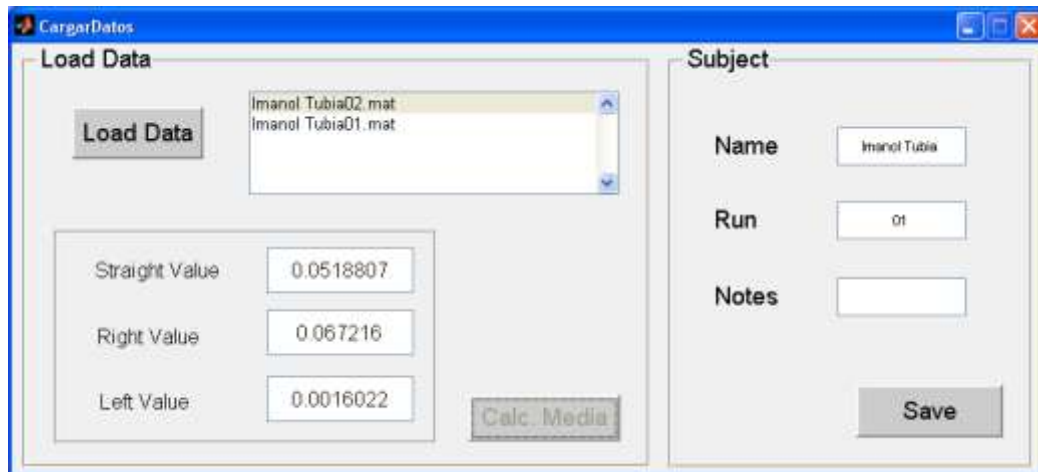 CargarDatos
Load Data
Load Data
Imanol Tubia02.mat
Imanol Tubia01.mat
Straight Value
0.0518807
Right Value
0.067216
Left Value
0.0016022
Calc. Media
Subject
Name
Imanol Tubia
Run
01
Notes
Save